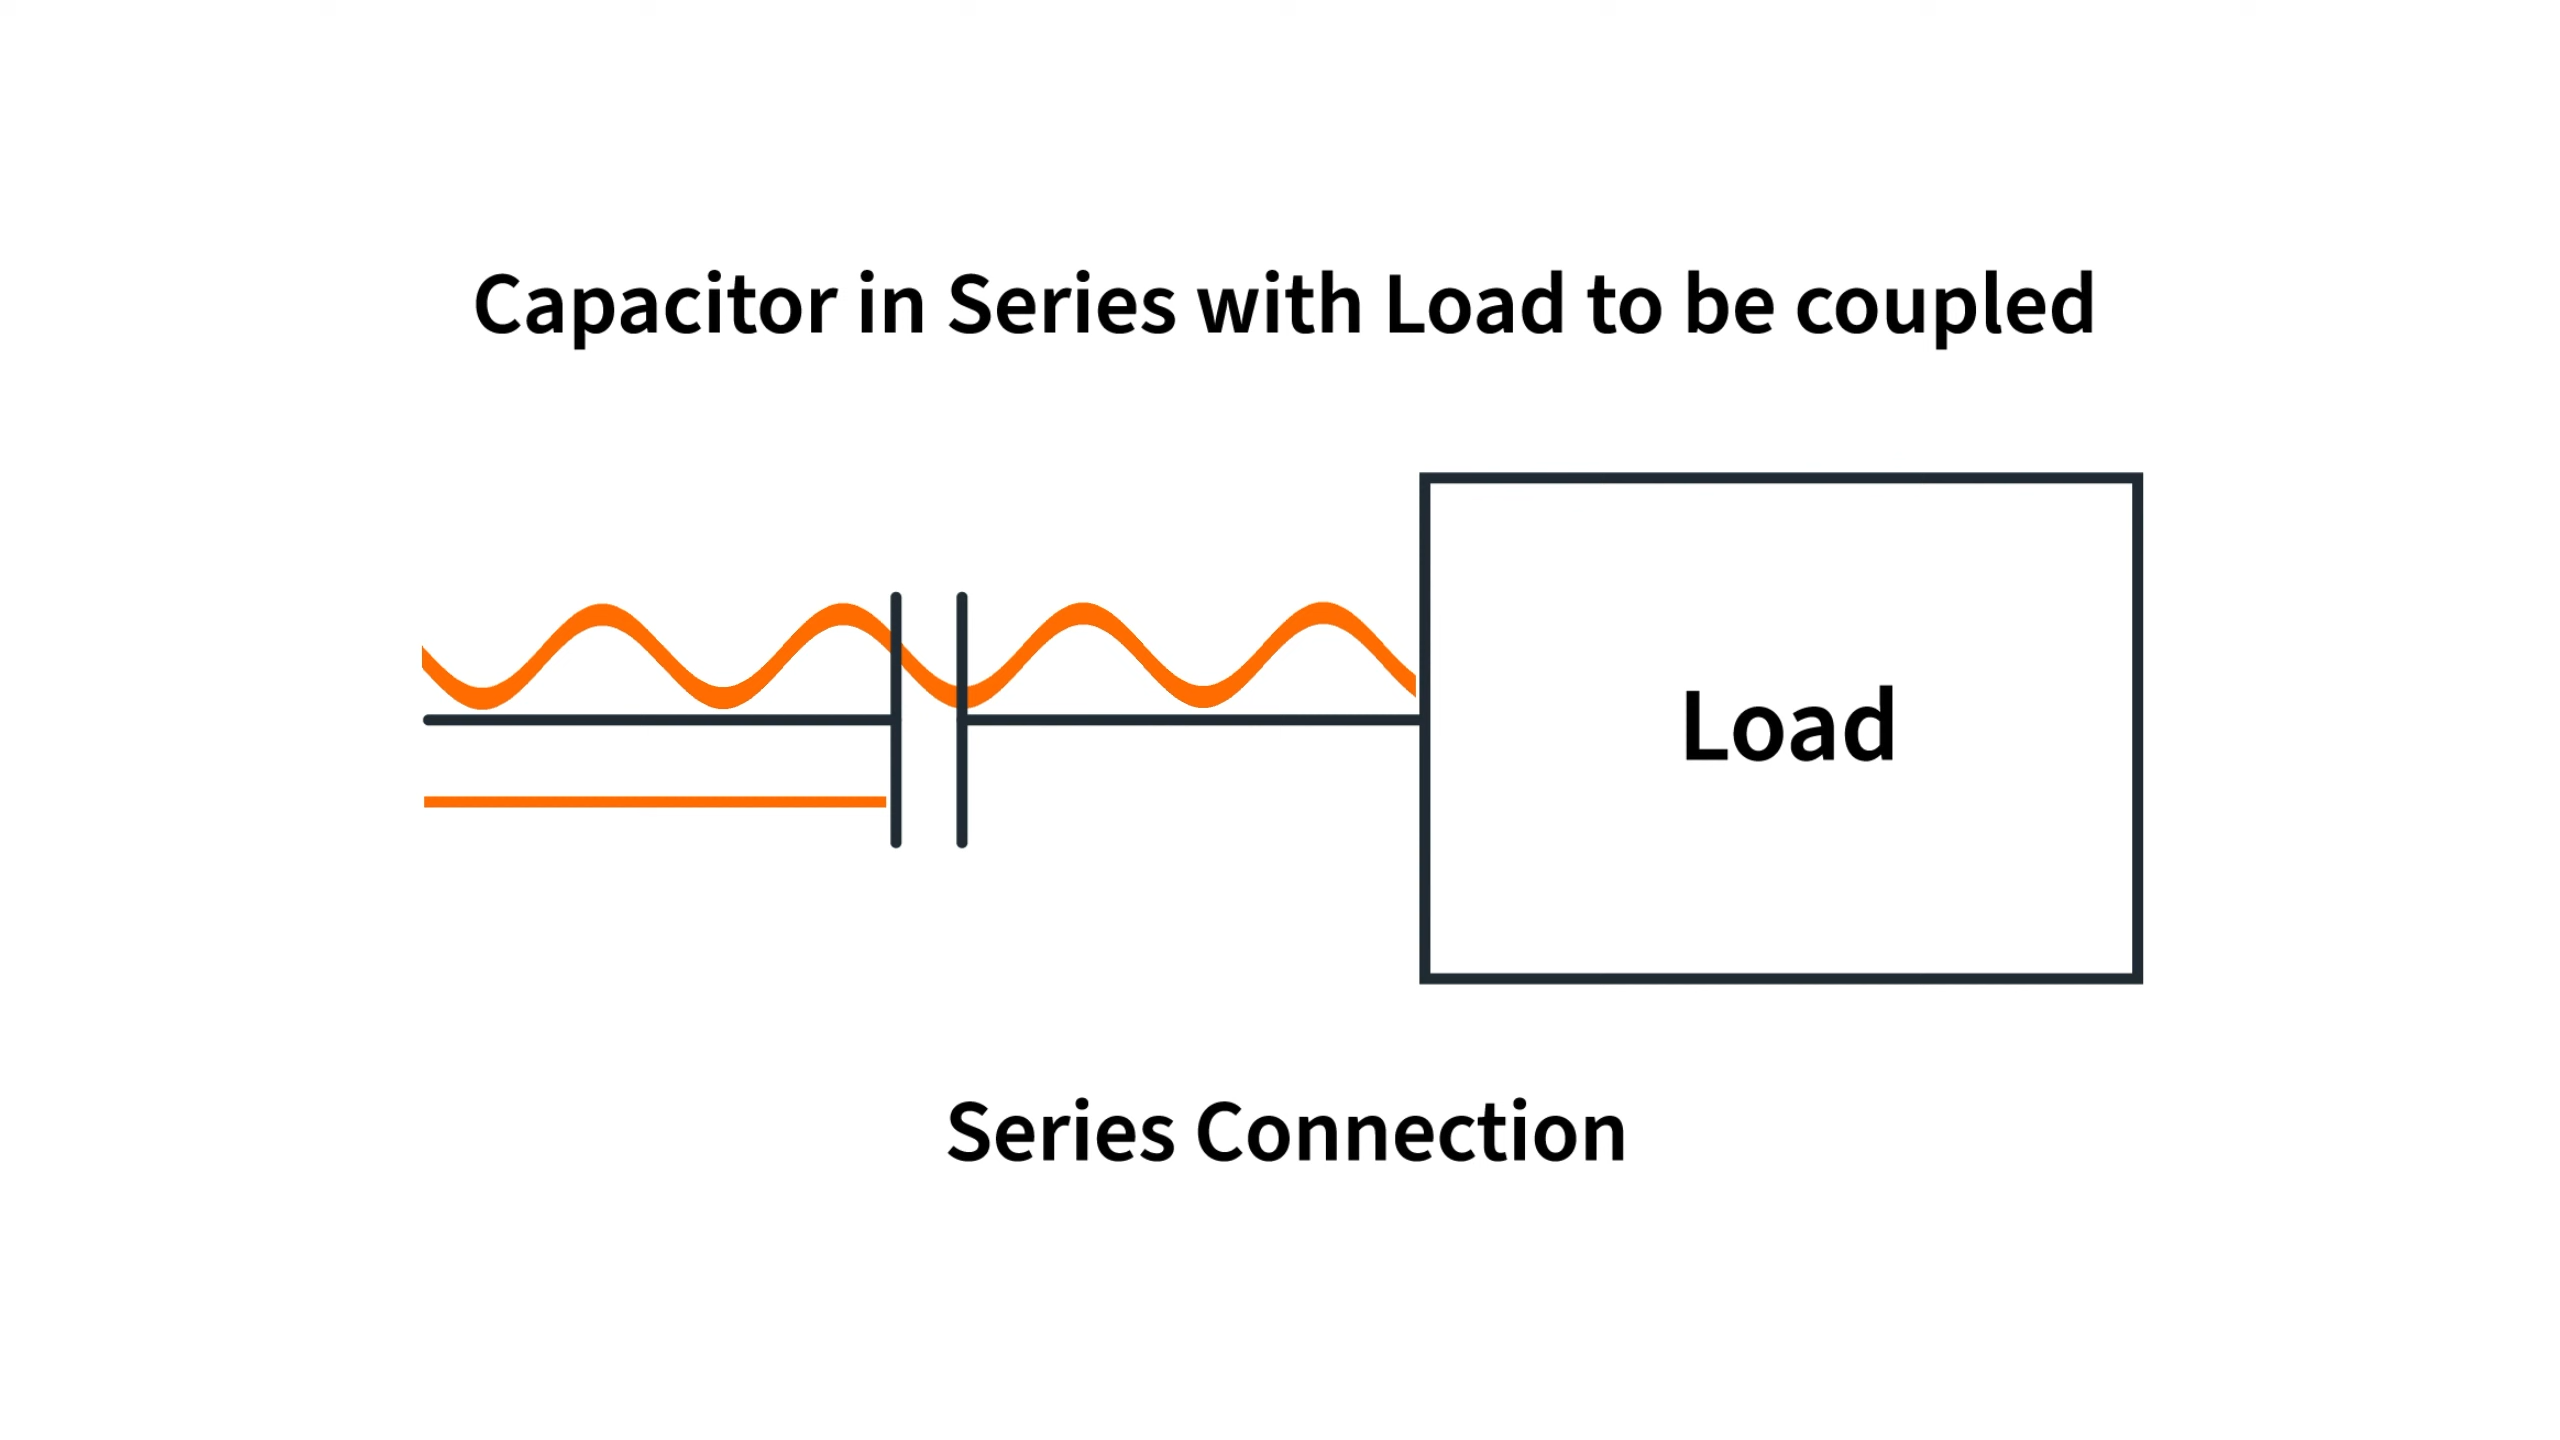 Capacitor in Series with Load to be coupled
Load
Series Connection